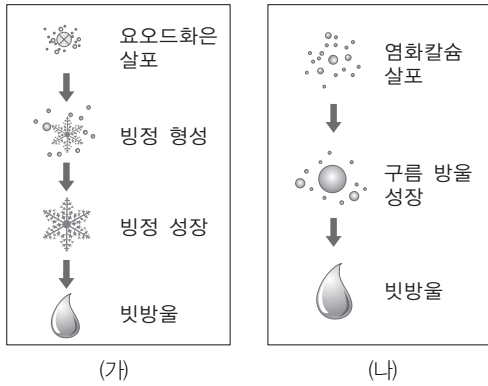 요오드화은
살포
빙정 형성
빙정 성장
빗방울
(가)
염화칼슘
살포
구름 방울
성장
빗방울
(나)